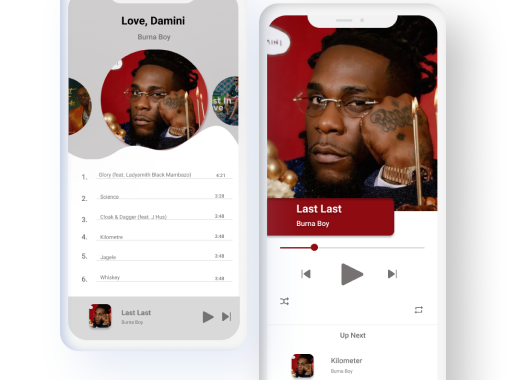 Love, Damini
Burna Boy
1. Glory (feat. Ladysmith Black Mambazo) 4:21
2. Science 3:28
3. Cloak & Dagger (feat. J Hus) 3:48
4. Kilometre 3:48
5. Jagele 3:48
6. Whiskey 3:48
Last Last
Burna Boy
Last Last
Burna Boy
Up Next
Kilometer
Burna Boy